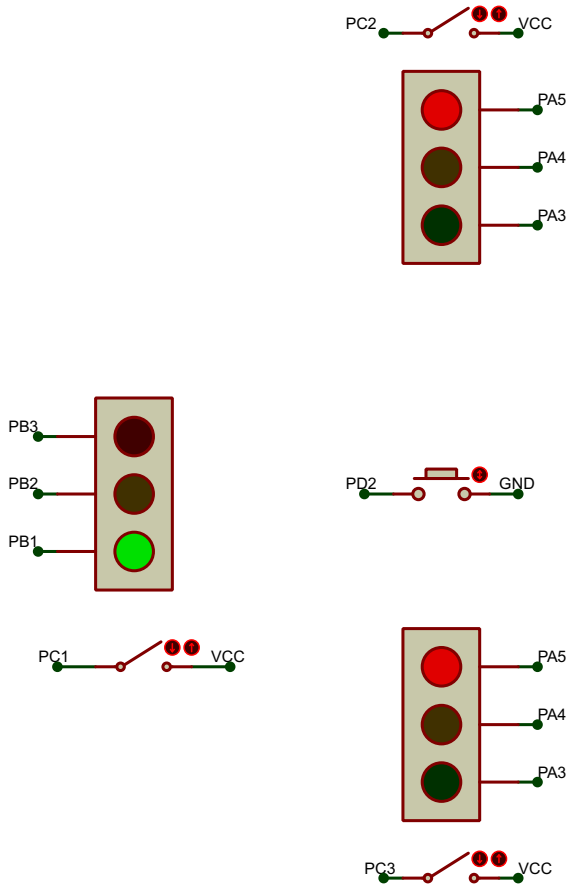 PC2 VCC
PA5
PA4
PA3
PB3
PB2
PB1
PD2 GND
PC1 VCC
PA5
PA4
PA3
PC3 VCC